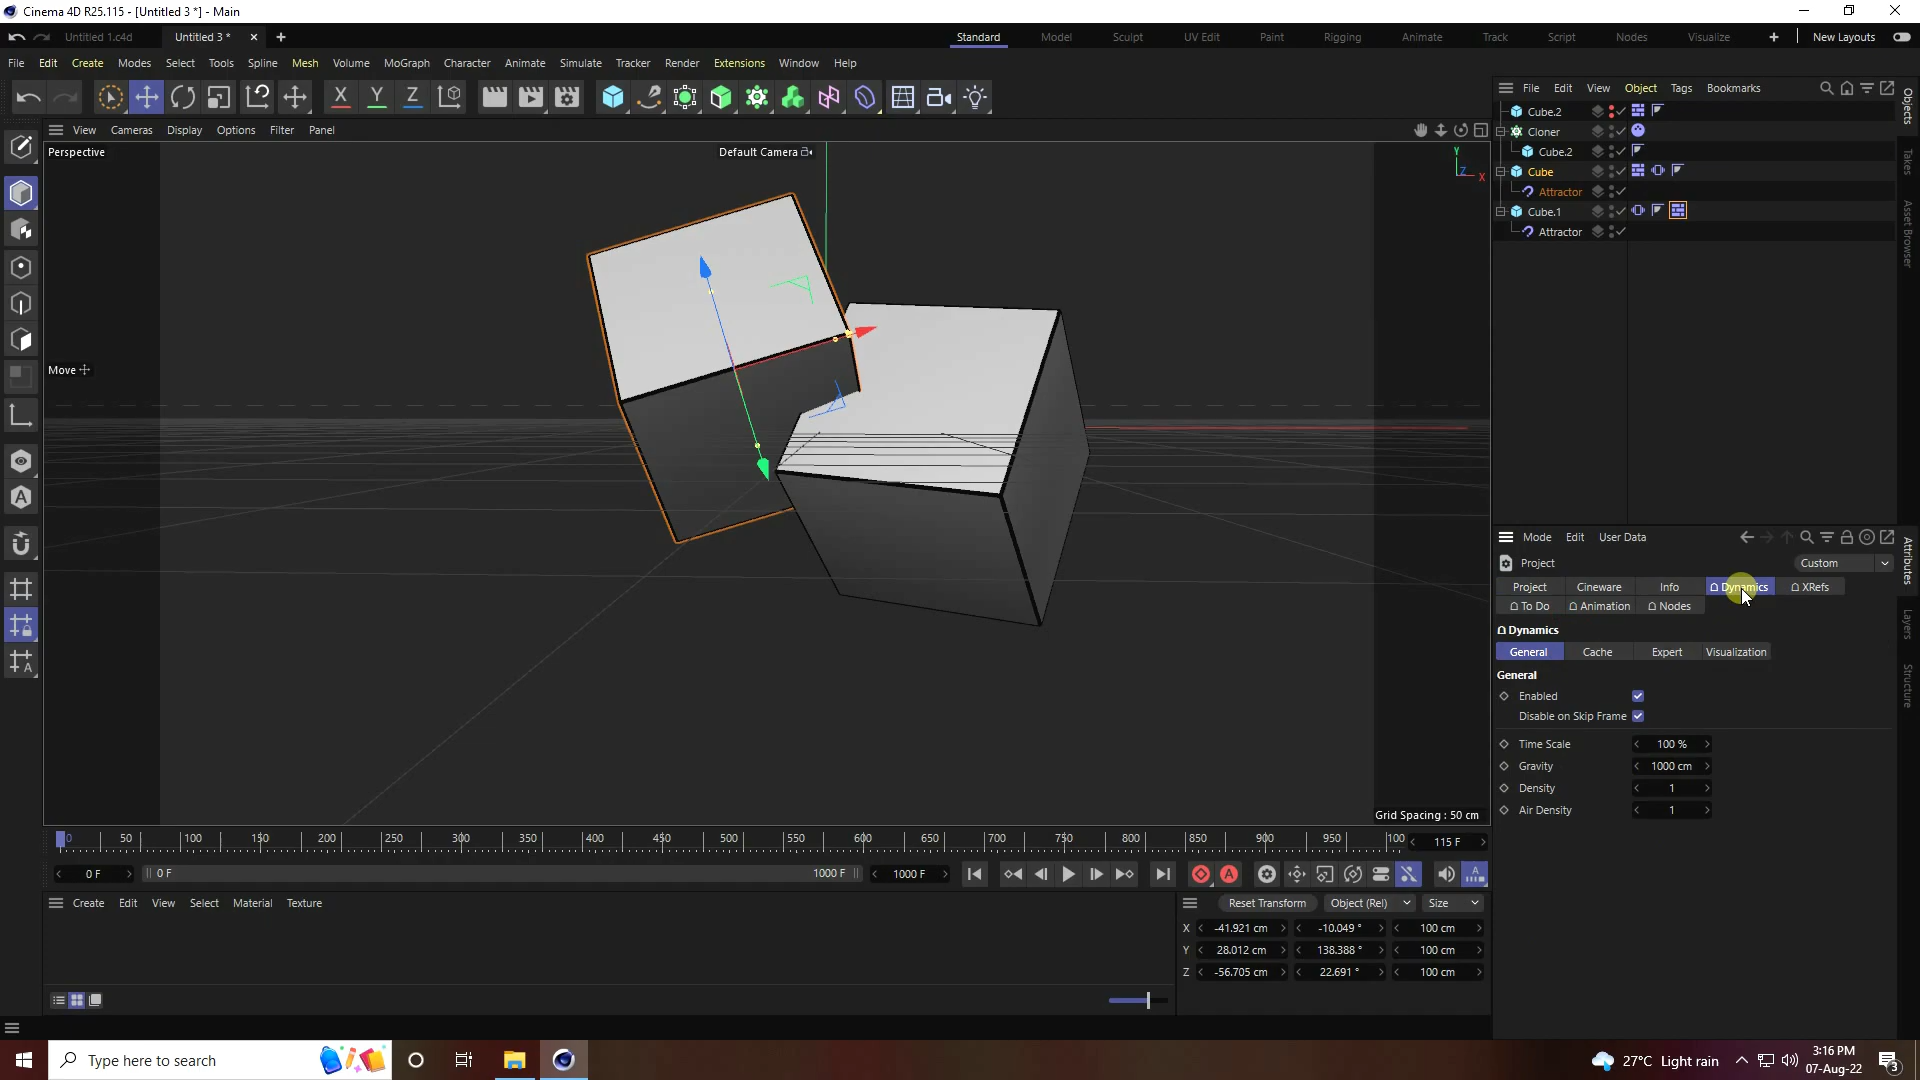 Cinema 4D R25.115 - [Untitled 3 *] - Main
Untitled 1.c4d Untitled 3 * Standard Model Sculpt UV Edit Paint Rigging Animate Track Script Nodes Visualize New Layouts
File Edit Create Modes Select Tools Spline Mesh Volume MoGraph Character Animate Simulate Tracker Render Extensions Window Help
X Y Z
File Edit View Object Tags Bookmarks
Objects
Takes
Asset Browser
Cube.2
Cloner
Cube.2
Cube
Attractor
Cube.1
Attractor
View Cameras Display Options Filter Panel
Perspective
Default Camera
Y
Z X
Move
Grid Spacing : 50 cm
Mode Edit User Data
Attributes
Layers
Structure
Project Custom
Project Cineware Info Dynamics XRefs
To Do Animation Nodes
Dynamics
General Cache Expert Visualization
General
Enabled
Disable on Skip Frame
Time Scale 100 %
Gravity 1000 cm
Density 1
Air Density 1
0 50 100 150 200 250 300 350 400 450 500 550 600 650 700 750 800 850 900 950 100 115 F
0 F 0 F 1000 F 1000 F
Create Edit View Select Material Texture
Reset Transform Object (Rel) Size
X -41.921 cm -10.049 ° 100 cm
Y 28.012 cm 138.388 ° 100 cm
Z -56.705 cm 22.691 ° 100 cm
Type here to search
27°C Light rain
3:16 PM
07-Aug-22
3